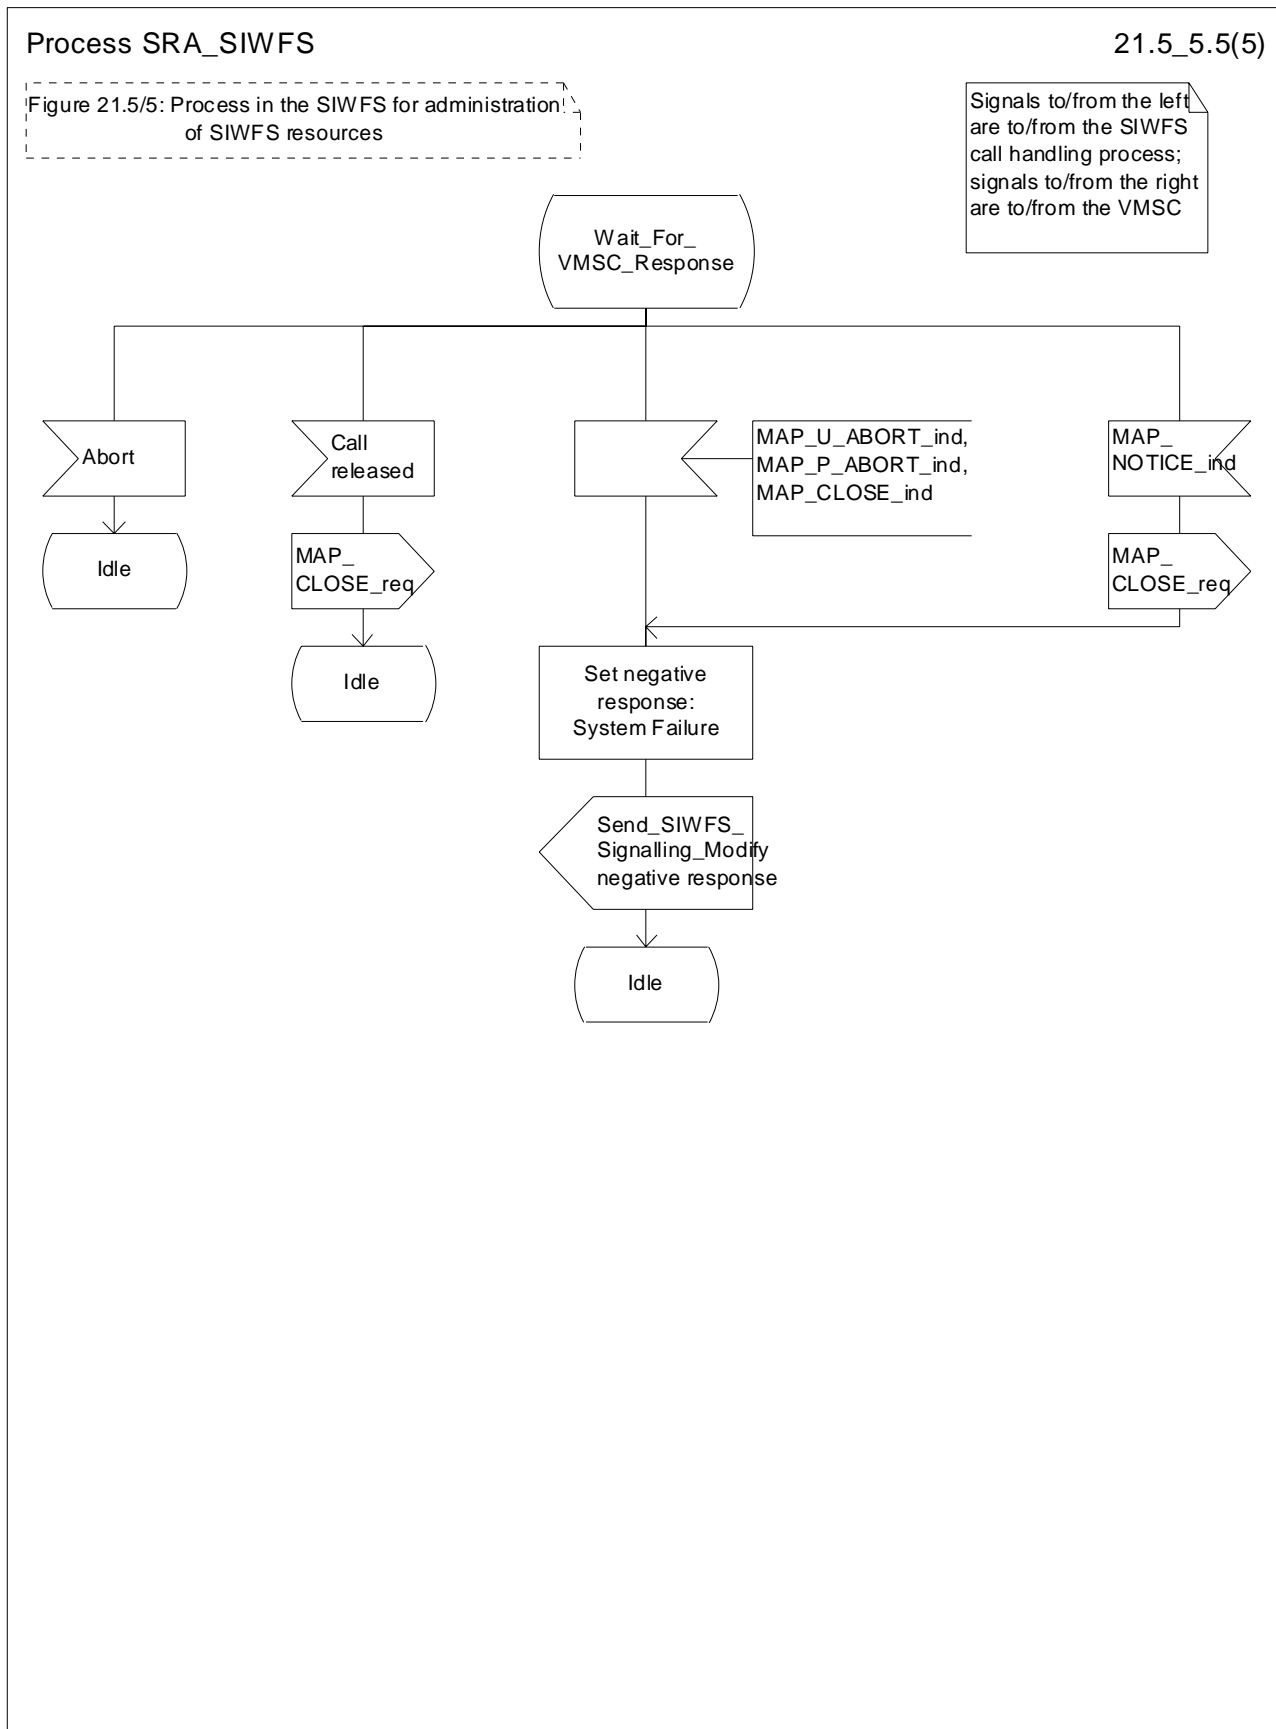 Process SRA_SIWFS
21.5_5.5(5)
Figure 21.5/5: Process in the SIWFS for administration
of SIWFS resources
Signals to/from the left
are to/from the SIWFS
call handling process;
signals to/from the right
are to/from the VMSC
Wait_For_
VMSC_Response
Abort
Call
released
MAP_U_ABORT_ind,
MAP_P_ABORT_ind,
MAP_CLOSE_ind
MAP_
NOTICE_ind
Idle
MAP_
CLOSE_req
MAP_
CLOSE_req
Idle
Set negative
response:
System Failure
Send_SIWFS_
Signalling_Modify
negative response
Idle